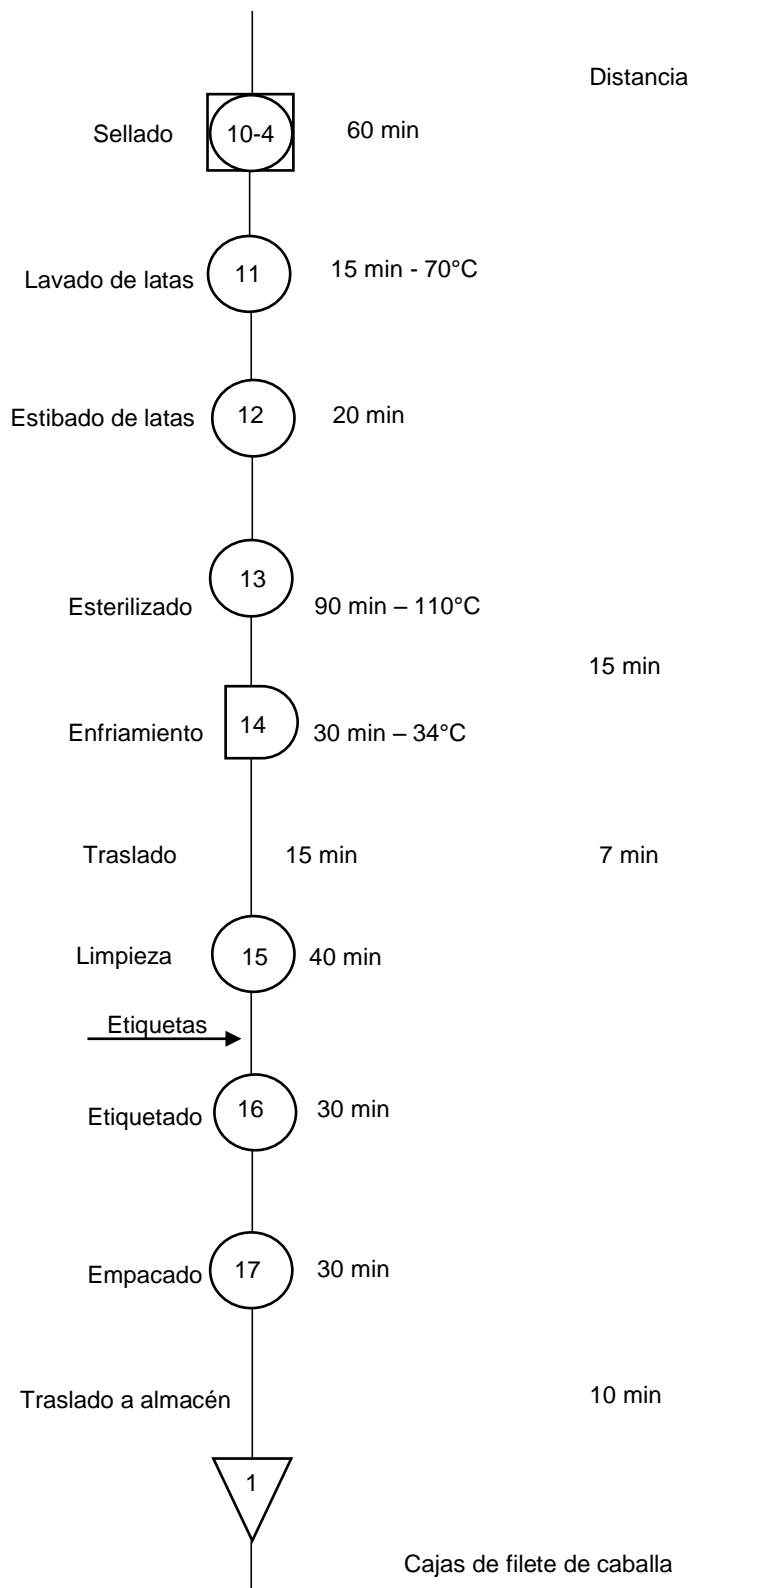 Distancia
Sellado 10-4 60 min
Lavado de latas 11 15 min - 70°C
Estibado de latas 12 20 min
13
Esterilizado 90 min – 110°C
15 min
Enfriamiento 14 30 min – 34°C
Traslado 15 min 7 min
Limpieza 15 40 min
Etiquetas
Etiquetado 16 30 min
Empacado 17 30 min
Traslado a almacén 10 min
1
Cajas de filete de caballa